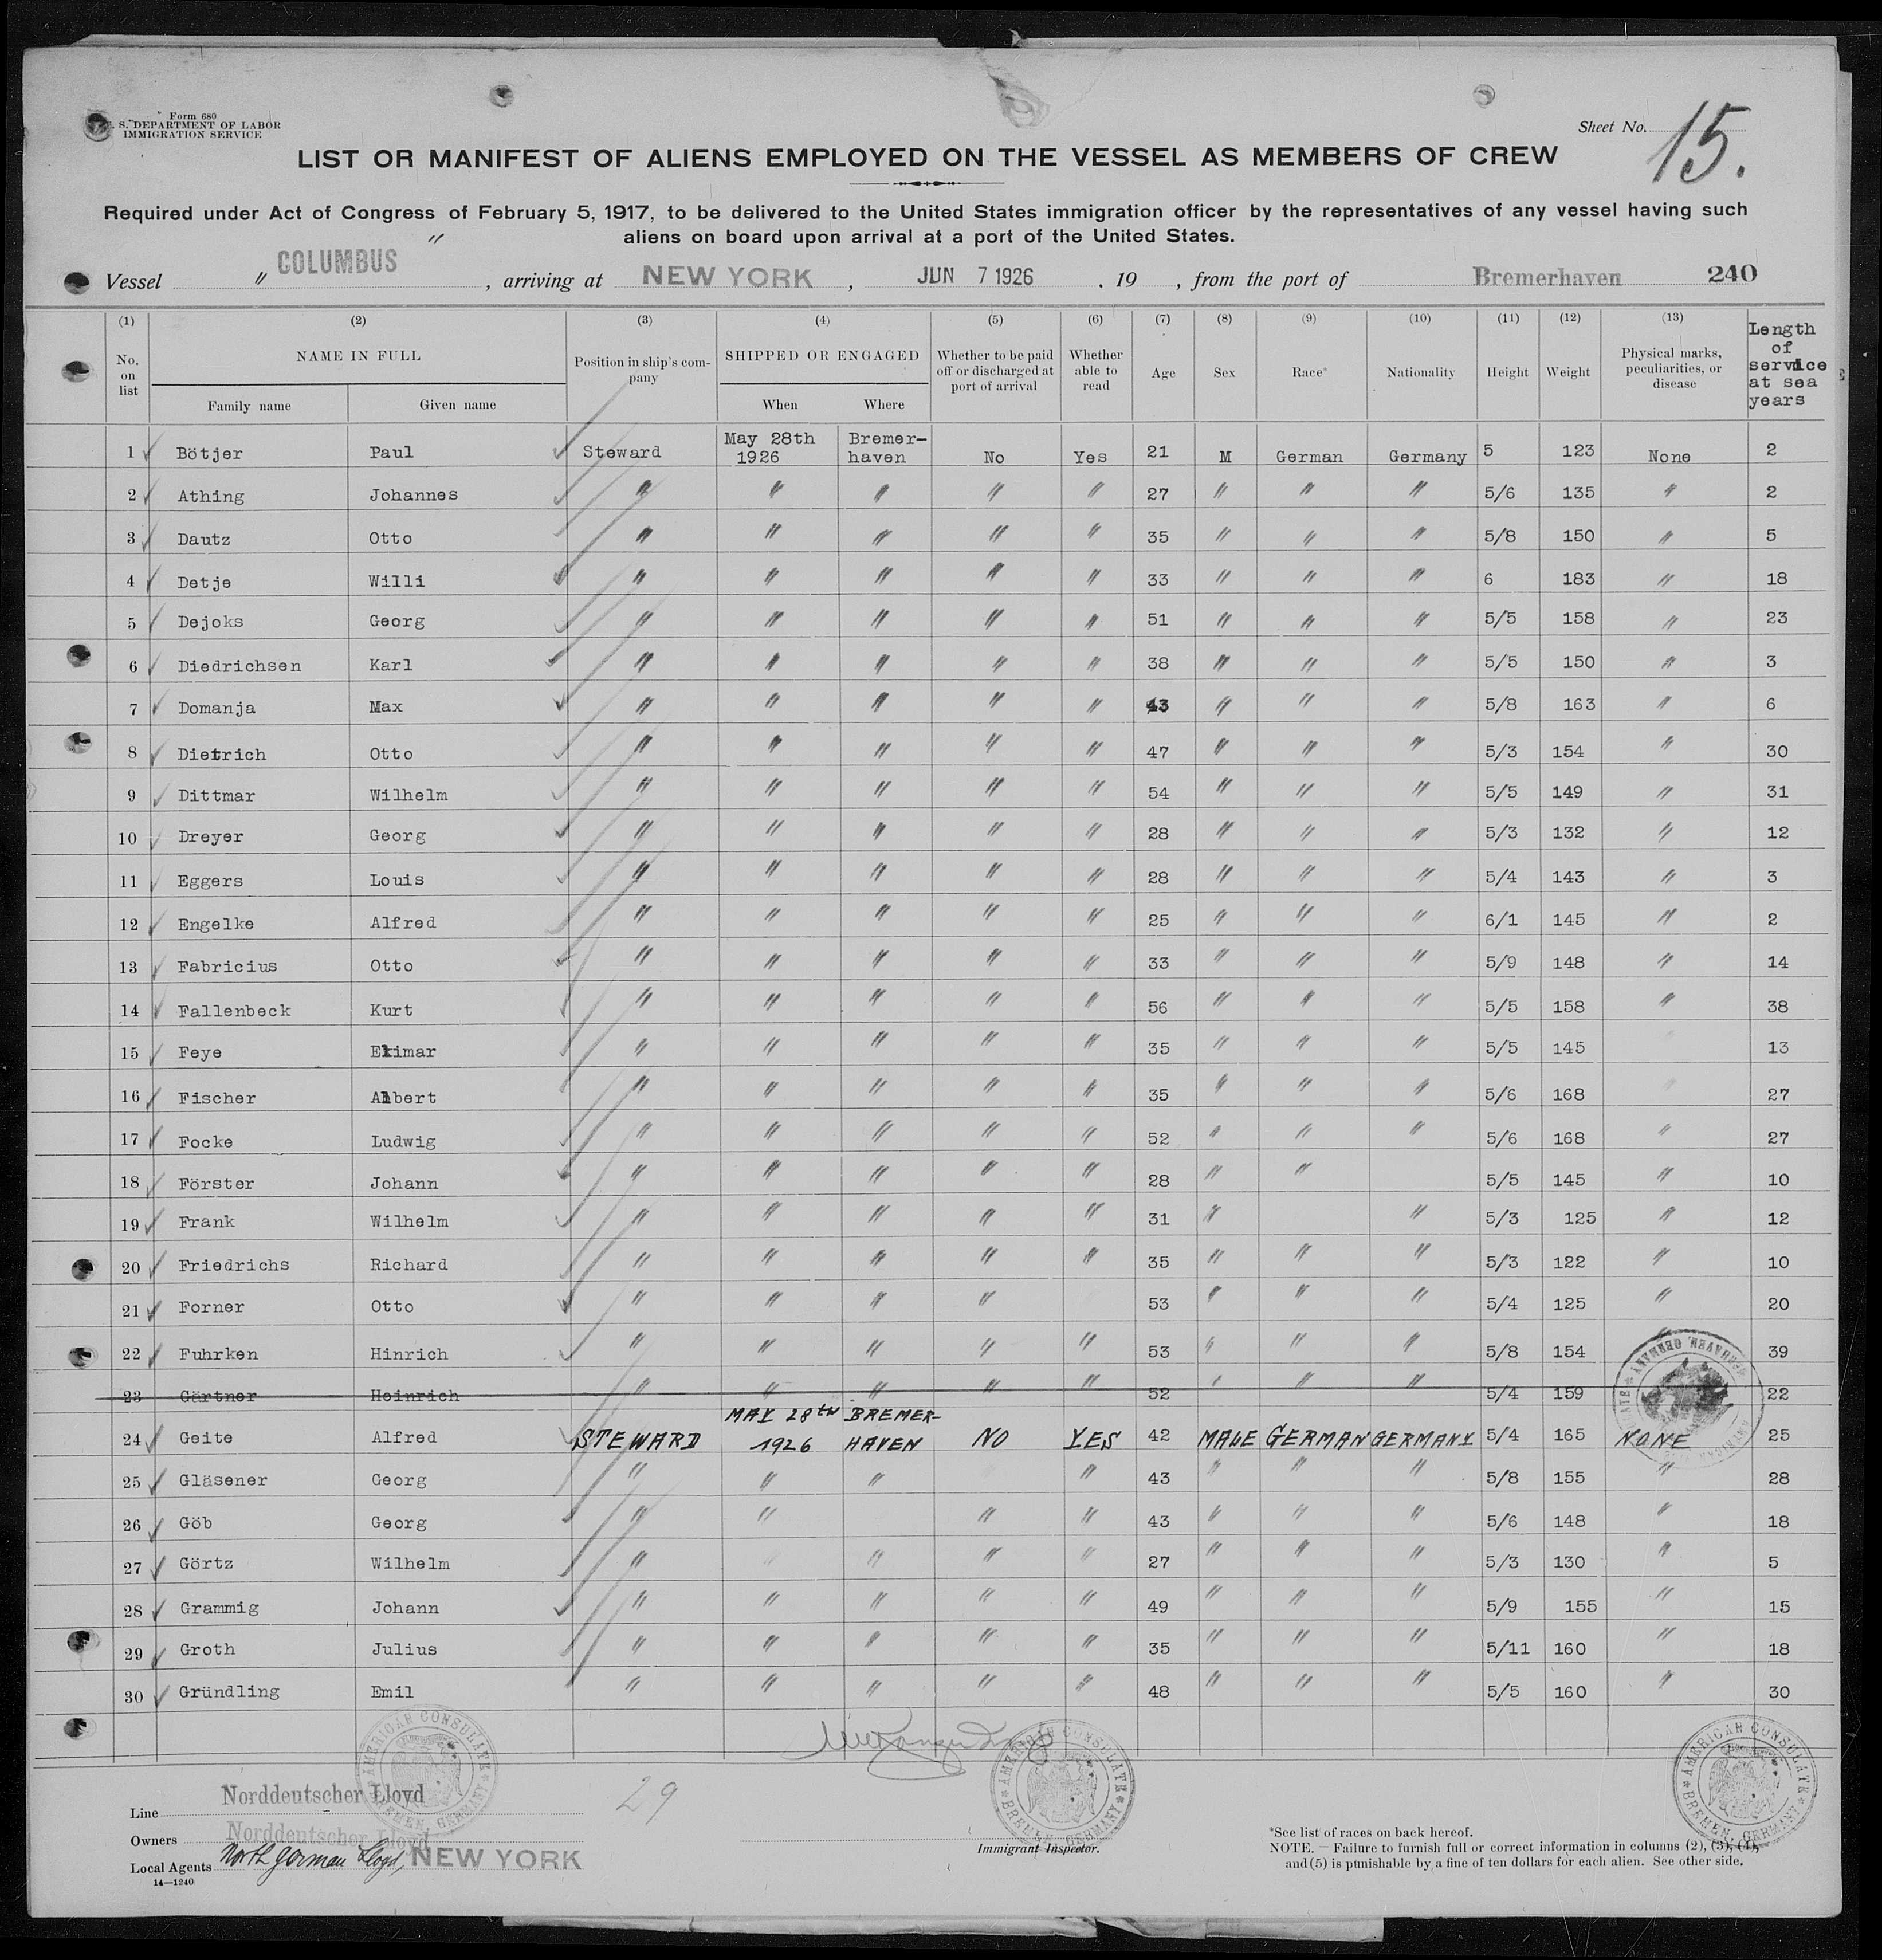 Form 680
S. DEPARTMENT OF LABOR
IMMIGRATION SERVICE
Sheet No. 15.
LIST OR MANIFEST OF ALIENS EMPLOYED ON THE VESSEL AS MEMBERS OF CREW
Required under Act of Congress of February 5, 1917, to be delivered to the United States immigration officer by the representatives of any vessel having such
aliens on board upon arrival at a port of the United States.
Vessel " COLUMBUS " , arriving at NEW YORK , JUN 7 1926 . 19 , from the port of Bremerhaven 240
(1) (2) (3) (4) (5) (6) (7) (8) (9) (10) (11) (12) (13)
No. on list NAME IN FULL Family name Given name Position in ship's company SHIPPED OR ENGAGED When Where Whether to be paid off or discharged at port of arrival Whether able to read Age Sex Race* Nationality Height Weight Physical marks, peculiarities, or disease Length of service at sea years
1 Bötjer Paul Steward May 28th 1926 Bremer-haven No Yes 21 M German Germany 5 123 None 2
2 Athing Johannes " " " " " 27 " " " 5/6 135 " 2
3 Dautz Otto " " " " " 35 " " " 5/8 150 " 5
4 Detje Willi " " " " " 33 " " " 6 183 " 18
5 Dejoks Georg " " " " " 51 " " " 5/5 158 " 23
6 Diedrichsen Karl " " " " " 38 " " " 5/5 150 " 3
7 Domanja Max " " " " " 43 " " " 5/8 163 " 6
8 Dietrich Otto " " " " " 47 " " " 5/3 154 " 30
9 Dittmar Wilhelm " " " " " 54 " " " 5/5 149 " 31
10 Dreyer Georg " " " " " 28 " " " 5/3 132 " 12
11 Eggers Louis " " " " " 28 " " " 5/4 143 " 3
12 Engelke Alfred " " " " " 25 " " " 6/1 145 " 2
13 Fabricius Otto " " " " " 33 " " " 5/9 148 " 14
14 Fallenbeck Kurt " " " " " 56 " " " 5/5 158 " 38
15 Feye " " " " " 35 " " " 5/5 145 13
16 Fischer Albert " " " " " 35 " " " 5/6 168 27
17 Focke Ludwig " " " " " 52 " " " 5/6 168 " 27
18 Förster Johann " " " " " 28 " " 5/5 145 " 10
19 Frank Wilhelm " " " " " 31 " " 5/3 125 " 12
20 Friedrichs Richard " " " " " 35 " " " 5/3 122 " 10
21 Forner Otto " " " " 53 " " " 5/4 125 " 20
22 Fuhrken Hinrich " " " " " 53 " " " 5/8 154 " 39
23 Gärtner Heinrich " " " " " 52 " " " 5/4 159 22
24 Geite Alfred STEWARD MAY 28th 1926 BREMER-HAVEN NO YES 42 MALE GERMAN GERMANY 5/4 165 NONE 25
25 Gläsener Georg " " " " 43 " " " 5/8 155 " 28
26 Göb Georg " " " " 43 " " " 5/6 148 " 18
27 Görtz Wilhelm " " " " " 27 " " " 5/3 130 " 5
28 Grammig Johann " " " " " 49 " " " 5/9 155 " 15
29 Groth Julius " " " " " 35 " " " 5/11 160 " 18
30 Gründling Emil " " " " " 48 " " " 5/5 160 " 30
AMERICAN CONSULATE BREMEN, GERMANY
AMERICAN CONSULATE BREMEN, GERMANY
AMERICAN CONSULATE BREMEN, GERMANY
Line Norddeutscher Lloyd
29
Owners Norddeutscher Lloyd
Local Agents North german Lloyd, NEW YORK
14—1240
Immigrant Inspector.
*See list of races on back hereof.
NOTE. — Failure to furnish full or correct information in columns (2), (3), (4),
and (5) is punishable by a fine of ten dollars for each alien. See other side.